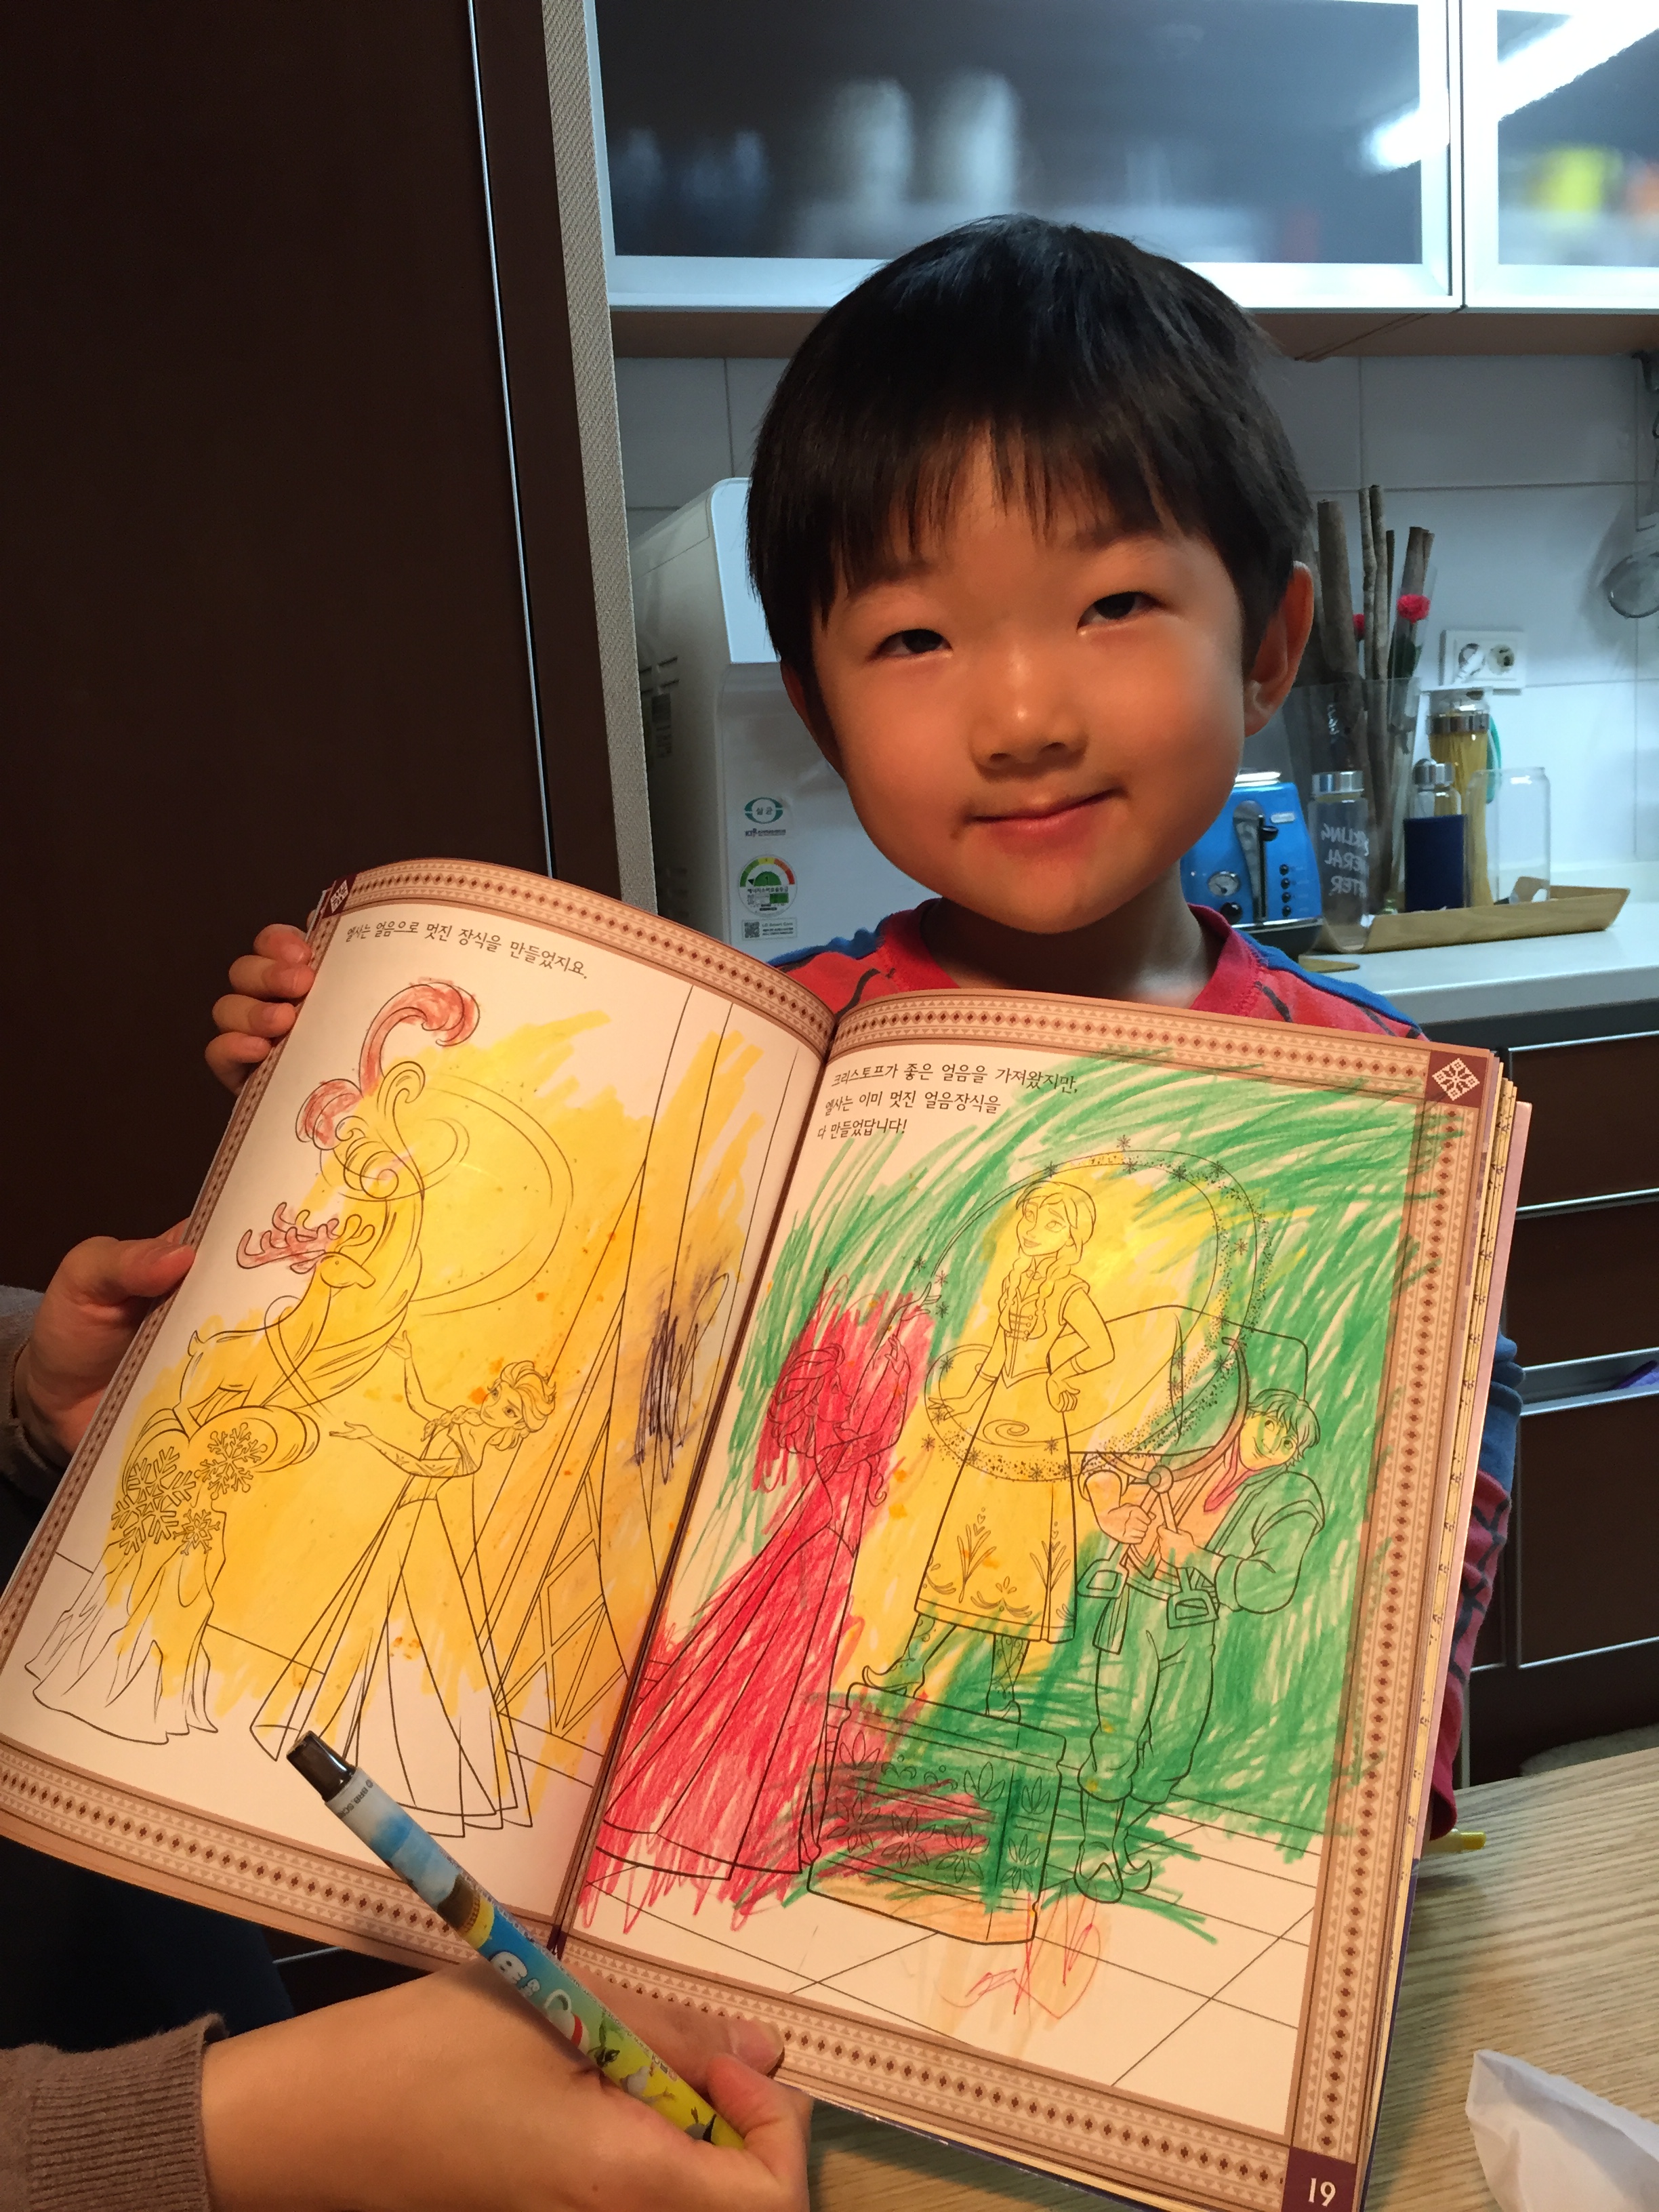 엘사는 얼음으로 멋진 장식을 만들었지요.
크리스토프가 좋은 얼음을 가져왔지만,
엘사는 이미 멋진 얼음장식을
다 만들었답니다!
19
살균